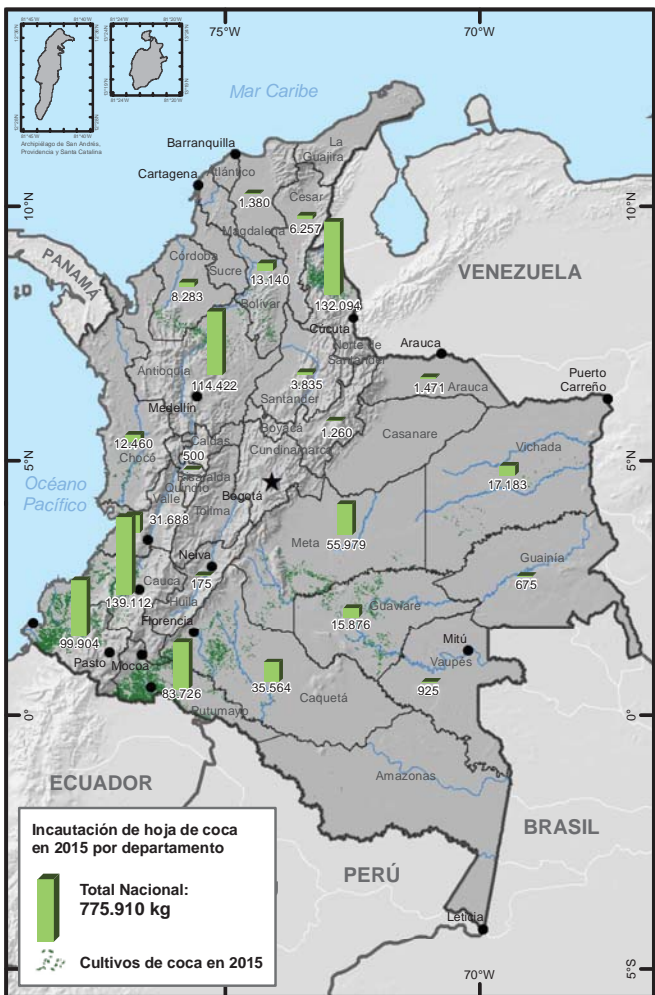 75°W
70°W
81°45'W
81°40'W
Archipiélago de San Andrés,
Providencia y Santa Catalina
Mar Caribe
Barranquilla
La
Guajira
Atlántico
Cartagena
10°N
10°N
1.380
Cesar
6.257
Magdalena
PANAMÁ
VENEZUELA
Córdoba
Sucre
13.140
8.283
Bolívar
132.094
Cúcuta
Norte de
Santander
Arauca
Antioquia
114.422
3.835
Santander
1.471
Arauca
Puerto
Carreño
Medellín
Boyacá
1.260
Casanare
12.460
Chocó
Caldas
500
Cundinamarca
Vichada
5°N
5°N
Risaralda
Quindío
17.183
Océano
Pacífico
Valle
Bogotá
Tolima
31.688
Meta
55.979
Guainía
Neiva
175
675
Cauca
139.112
Huila
Guaviare
15.876
99.904
Florencia
Mitú
Vaupés
Pasto
Mocoa
83.726
35.564
Caquetá
925
0°
0°
Putumayo
Amazonas
ECUADOR
BRASIL
PERÚ
Leticia
Incautación de hoja de coca
en 2015 por departamento
Total Nacional:
775.910 kg
Cultivos de coca en 2015
5°S
70°W